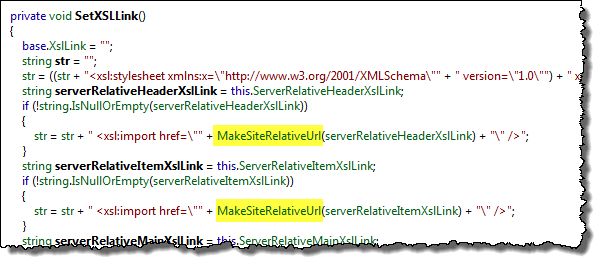 private void SetXSLLink()
{
base.XslLink = "";
string str = "";
str = ((str + "<xsl:stylesheet xmlns:x=\"http://www.w3.org/2001/XMLSchema\"" + " version=\"1.0\"") + " x
string serverRelativeHeaderXslLink = this.ServerRelativeHeaderXslLink;
if (!string.IsNullOrEmpty(serverRelativeHeaderXslLink))
{
str = str + " <xsl:import href=\"" + MakeSiteRelativeUrl(serverRelativeHeaderXslLink) + "\" />";
}
string serverRelativeItemXslLink = this.ServerRelativeItemXslLink;
if (!string.IsNullOrEmpty(serverRelativeItemXslLink))
{
str = str + " <xsl:import href=\"" + MakeSiteRelativeUrl(serverRelativeItemXslLink) + "\" />";
}
string serverRelativeMainXslLink = this.ServerRelativeMainXslLink;